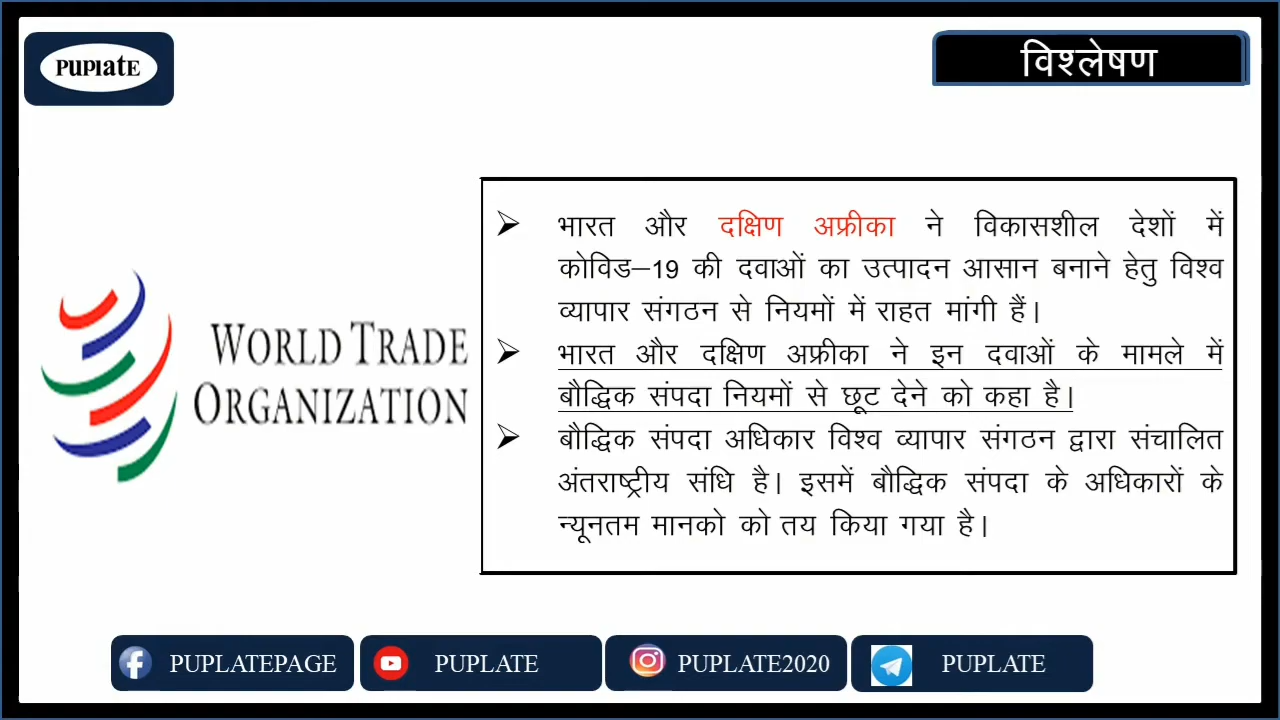 PUPlatE
विश्लेषण
WORLD TRADE
ORGANIZATION
➢ भारत और दक्षिण अफ्रीका ने विकासशील देशों में
कोविड–19 की दवाओं का उत्पादन आसान बनाने हेतु विश्व
व्यापार संगठन से नियमों में राहत मांगी हैं।
➢ भारत और दक्षिण अफ्रीका ने इन दवाओं के मामले में
बौद्धिक संपदा नियमों से छूट देने को कहा है।
➢ बौद्धिक संपदा अधिकार विश्व व्यापार संगठन द्वारा संचालित
अंतराष्ट्रीय संधि है। इसमें बौद्धिक संपदा के अधिकारों के
न्यूनतम मानको को तय किया गया है।
PUPLATEPAGE
PUPLATE
PUPLATE2020
PUPLATE